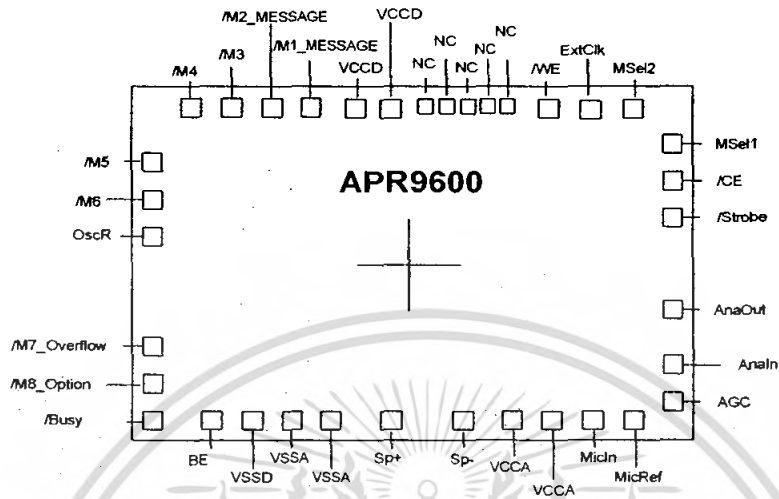 /M2_MESSAGE
VCCD
/M3
/M1_MESSAGE
NC
NC
NC
/M4
VCCD
NC
NC
/WE
ExtClk
MSel2
MSel1
/M5
APR9600
/CE
/M6
/Strobe
OscR
AnaOut
/M7_Overflow
AnaIn
/M8_Option
AGC
/Busy
BE
VSSD
VSSA
VSSA
Sp+
Sp-
VCCA
VCCA
MicIn
MicRef